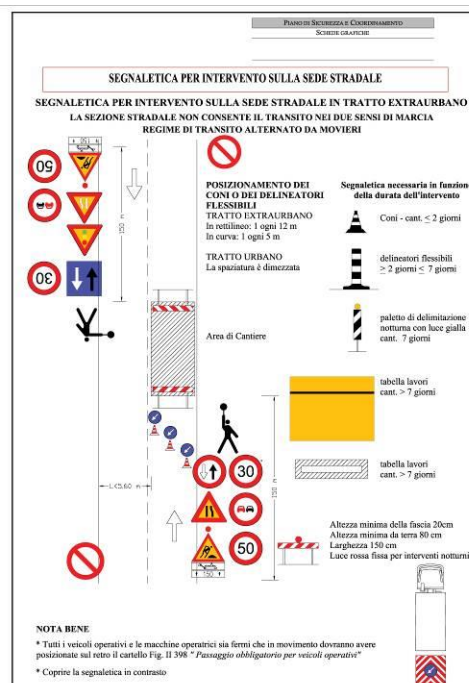 PIANO DI SICUREZZA E COORDINAMENTO
SCHEDE GRAFICHE
SEGNALETICA PER INTERVENTO SULLA SEDE STRADALE
SEGNALETICA PER INTERVENTO SULLA SEDE STRADALE IN TRATTO EXTRAURBANO
LA SEZIONE STRADALE NON CONSENTE IL TRANSITO NEI DUE SENSI DI MARCIA
REGIME DI TRANSITO ALTERNATO DA MOVIERI
150
50
30
150 m
POSIZIONAMENTO DEI
CONI O DEI DELINEATORI
FLESSIBILI
TRATTO EXTRAURBANO
In rettilineo: 1 ogni 12 m
In curva: 1 ogni 5 m
TRATTO URBANO
La spaziatura è dimezzata
Segnaletica necessaria in funzione
della durata dell'intervento
Coni - cant. ≤ 2 giorni
delineatori flessibili
≥ 2 giorni ≤ 7 giorni
paletto di delimitazione
notturna con luce gialla
cant. 7 giorni
Area di Cantiere
tabella lavori
cant. > 7 giorni
tabella lavori
cant. > 7 giorni
30
50
150
150 m
L<5,60 m
Altezza minima della fascia 20cm
Altezza minima da terra 80 cm
Larghezza 150 cm
Luce rossa fissa per interventi notturni
NOTA BENE
* Tutti i veicoli operativi e le macchine operatrici sia fermi che in movimento dovranno avere
posizionate sul retro il cartello Fig. II 398 " Passaggio obbligatorio per veicoli operativi"
* Coprire la segnaletica in contrasto